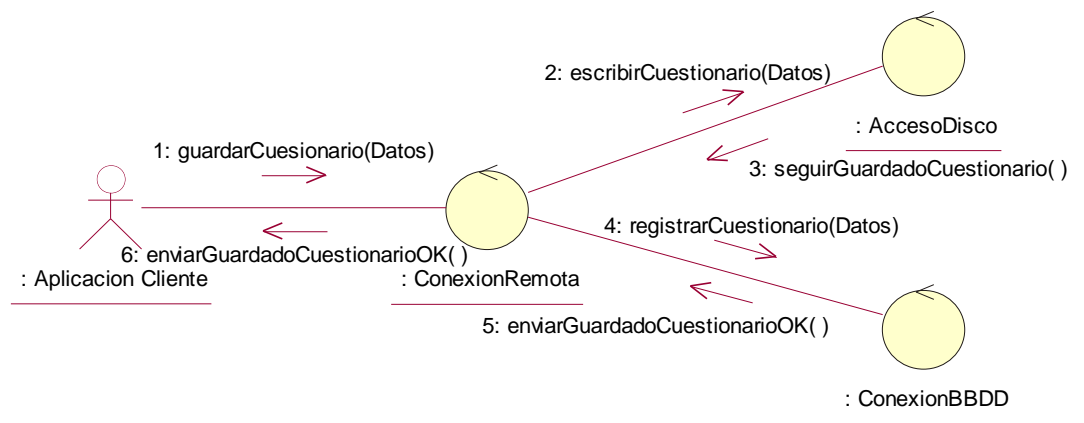 2: escribirCuestionario(Datos)
: AccesoDisco
1: guardarCuesionario(Datos)
3: seguirGuardadoCuestionario( )
4: registrarCuestionario(Datos)
6: enviarGuardadoCuestionarioOK( )
: Aplicacion Cliente
: ConexionRemota
5: enviarGuardadoCuestionarioOK( )
: ConexionBBDD